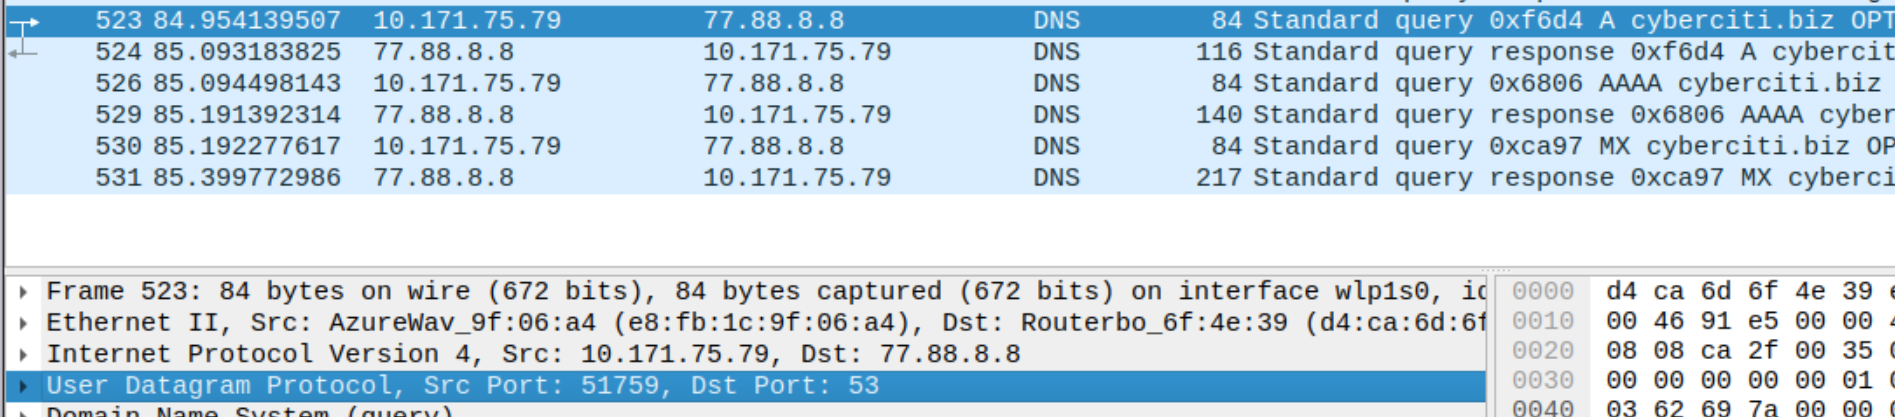 523 84.954139507 10.171.75.79 77.88.8.8 DNS 84 Standard query 0xf6d4 A cyberciti.biz OPT
524 85.093183825 77.88.8.8 10.171.75.79 DNS 116 Standard query response 0xf6d4 A cybercit
526 85.094498143 10.171.75.79 77.88.8.8 DNS 84 Standard query 0x6806 AAAA cyberciti.biz
529 85.191392314 77.88.8.8 10.171.75.79 DNS 140 Standard query response 0x6806 AAAA cyber
530 85.192277617 10.171.75.79 77.88.8.8 DNS 84 Standard query 0xca97 MX cyberciti.biz OP
531 85.399772986 77.88.8.8 10.171.75.79 DNS 217 Standard query response 0xca97 MX cyberci
Frame 523: 84 bytes on wire (672 bits), 84 bytes captured (672 bits) on interface wlp1s0, id
Ethernet II, Src: AzureWav_9f:06:a4 (e8:fb:1c:9f:06:a4), Dst: Routerbo_6f:4e:39 (d4:ca:6d:6f
Internet Protocol Version 4, Src: 10.171.75.79, Dst: 77.88.8.8
User Datagram Protocol, Src Port: 51759, Dst Port: 53
Domain Name System (query)
0000 d4 ca 6d 6f 4e 39
0010 00 46 91 e5 00 00
0020 08 08 ca 2f 00 35
0030 00 00 00 00 00 01
0040 03 62 69 7a 00 00